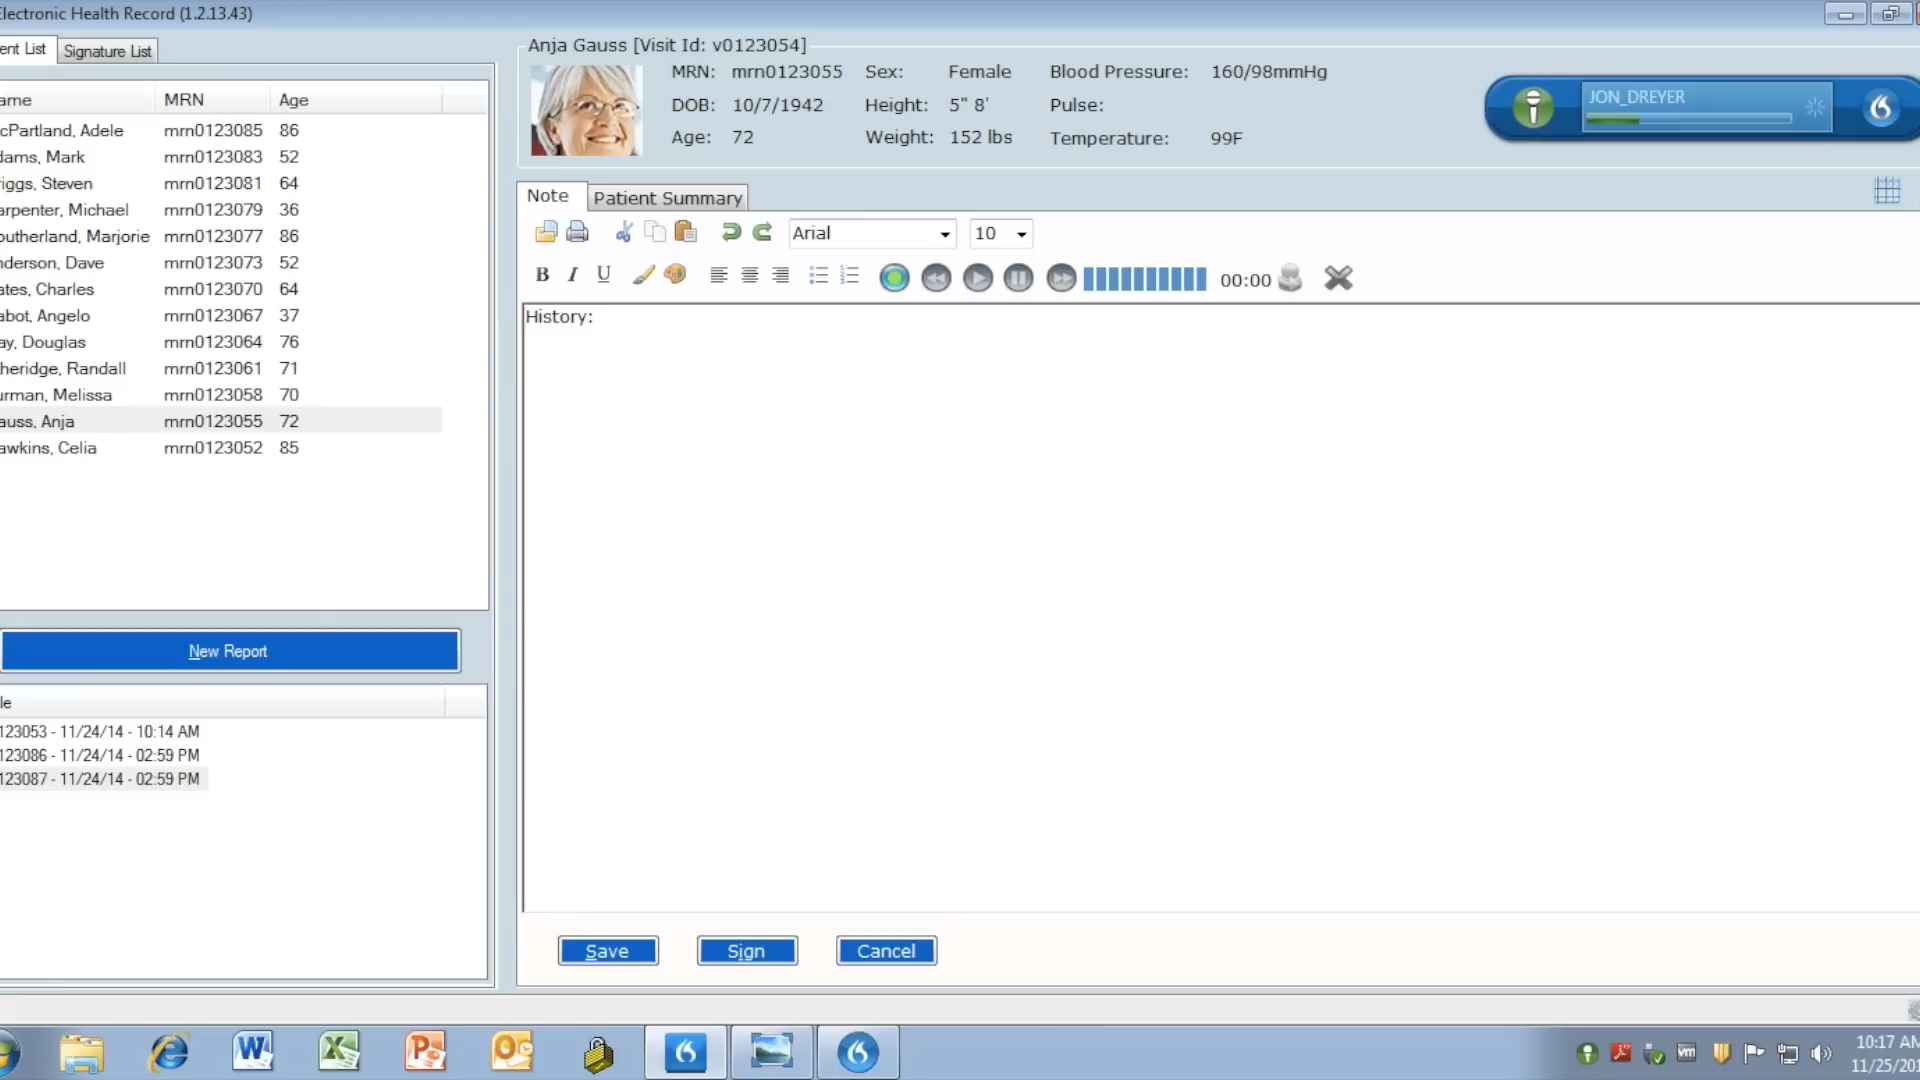 Electronic Health Record (1.2.13.43)
ent List
Signature List
ame MRN Age
cPartland, Adele mrn0123085 86
dams, Mark mrn0123083 52
iggs, Steven mrn0123081 64
arpenter, Michael mrn0123079 36
outherland, Marjorie mrn0123077 86
nderson, Dave mrn0123073 52
ates, Charles mrn0123070 64
abot, Angelo mrn0123067 37
ay, Douglas mrn0123064 76
heridge, Randall mrn0123061 71
urman, Melissa mrn0123058 70
auss, Anja mrn0123055 72
awkins, Celia mrn0123052 85
New Report
le
123053 - 11/24/14 - 10:14 AM
123086 - 11/24/14 - 02:59 PM
123087 - 11/24/14 - 02:59 PM
Anja Gauss [Visit Id: v0123054]
MRN: mrn0123055 Sex: Female Blood Pressure: 160/98mmHg
DOB: 10/7/1942 Height: 5" 8' Pulse:
Age: 72 Weight: 152 lbs Temperature: 99F
JON_DREYER
Note
Patient Summary
Arial 10
B I U 00:00
History:
Save Sign Cancel
10:17 AM
11/25/201